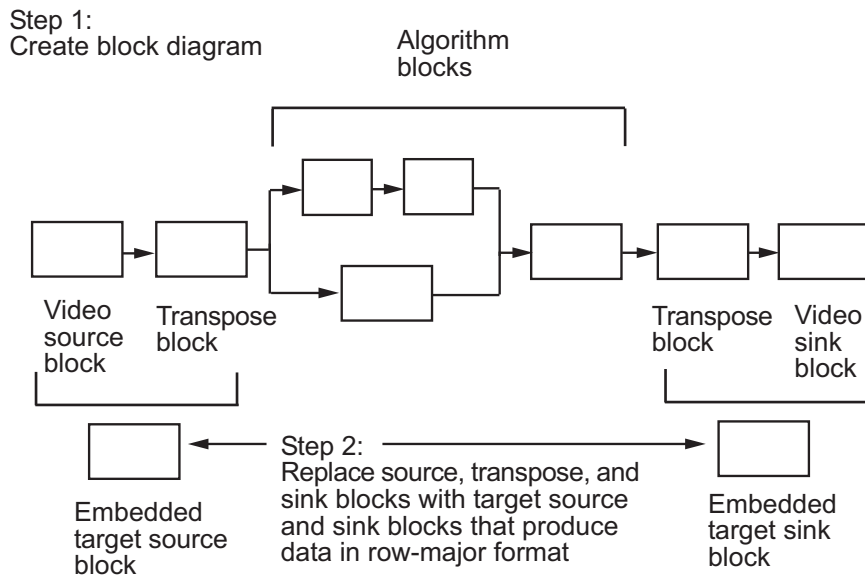 Step 1:
Create block diagram
Algorithm
blocks
Video
source
block
Transpose
block
Transpose
block
Video
sink
block
Step 2:
Replace source, transpose, and
sink blocks with target source
and sink blocks that produce
data in row-major format
Embedded
target source
block
Embedded
target sink
block